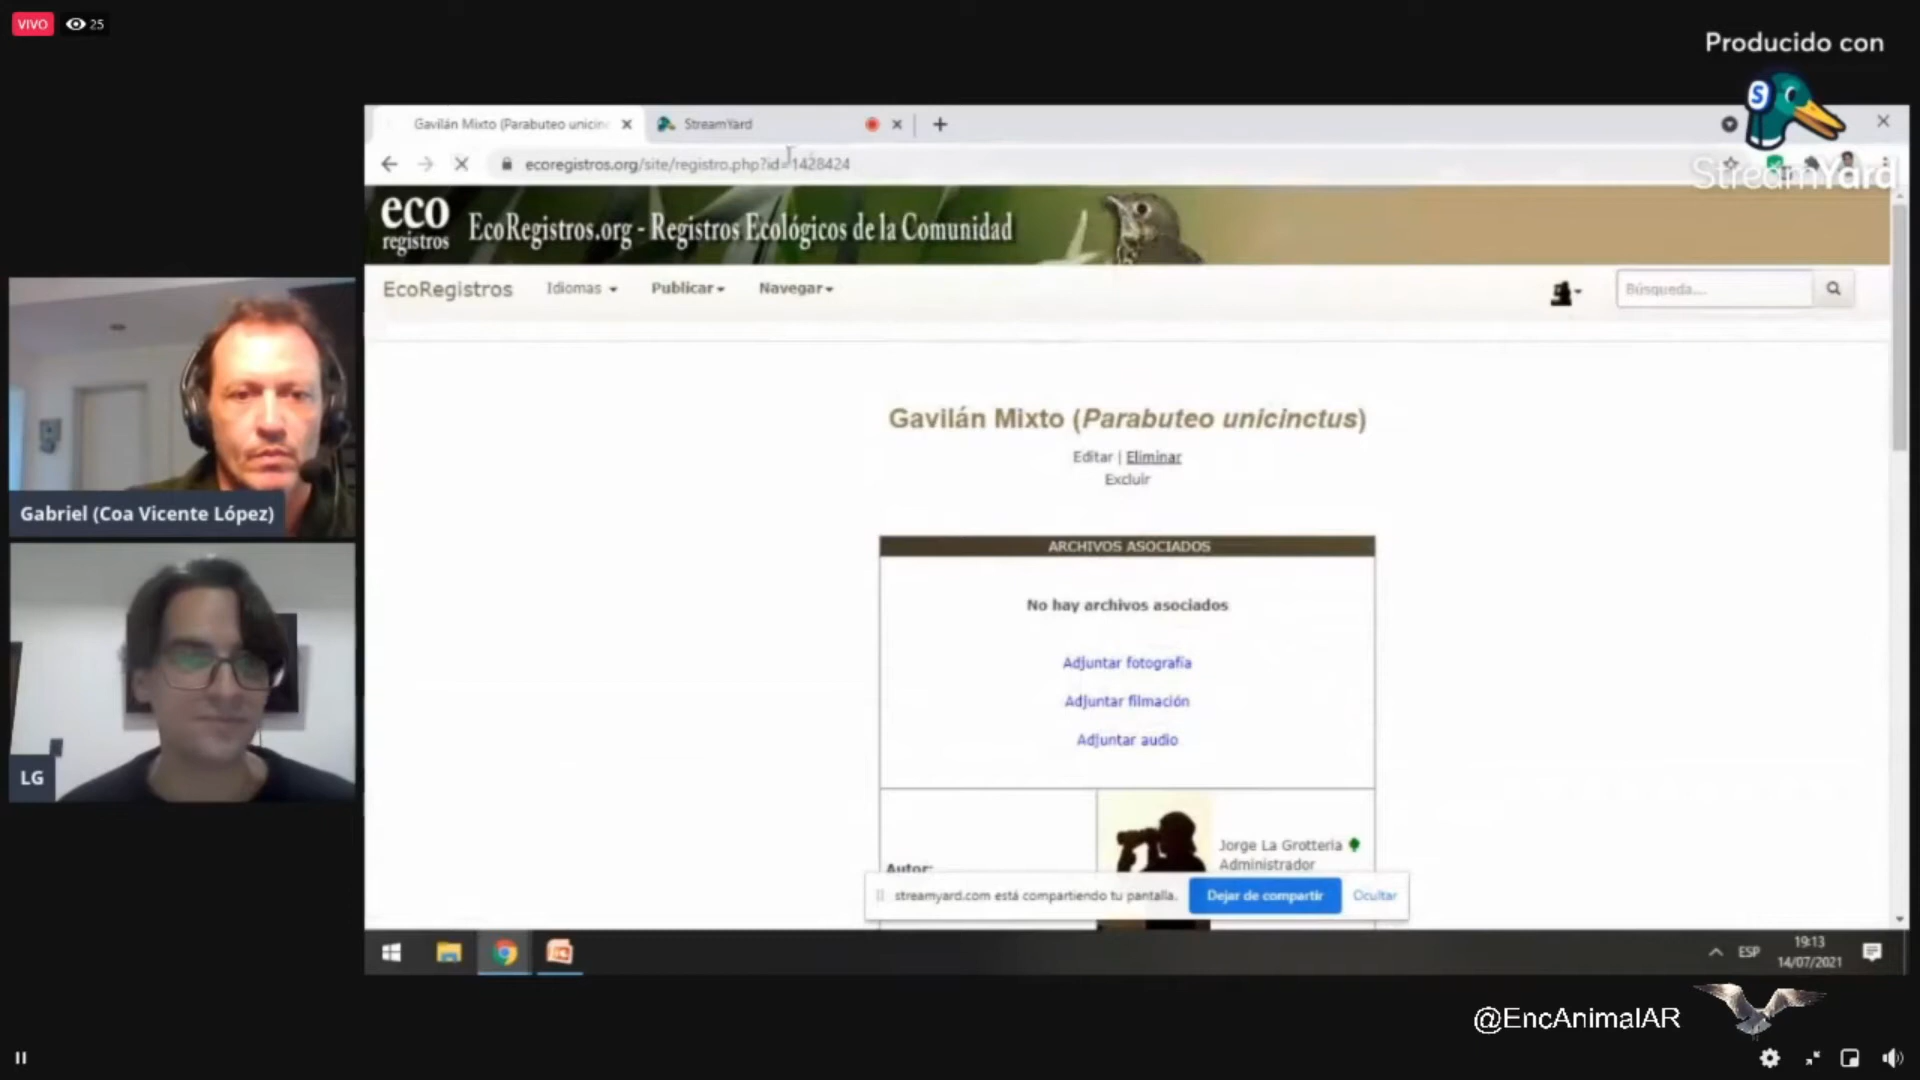 VIVO 25
Producido con
StreamYard
Gavilán Mixto (Parabuteo unicin
StreamYard
ecoregistros.org/site/registro.php?id=1428424
eco
registros
EcoRegistros.org - Registros Ecológicos de la Comunidad
EcoRegistros Idiomas Publicar Navegar Búsqueda...
Gavilán Mixto (Parabuteo unicinctus)
Editar | Eliminar
Excluir
ARCHIVOS ASOCIADOS
No hay archivos asociados
Adjuntar fotografía
Adjuntar filmación
Adjuntar audio
Autor:
Jorge La Grotteria
Administrador
streamyard.com está compartiendo tu pantalla. Dejar de compartir Ocultar
Gabriel (Coa Vicente López)
LG
ESP
19:13
14/07/2021
@EncAnimalAR